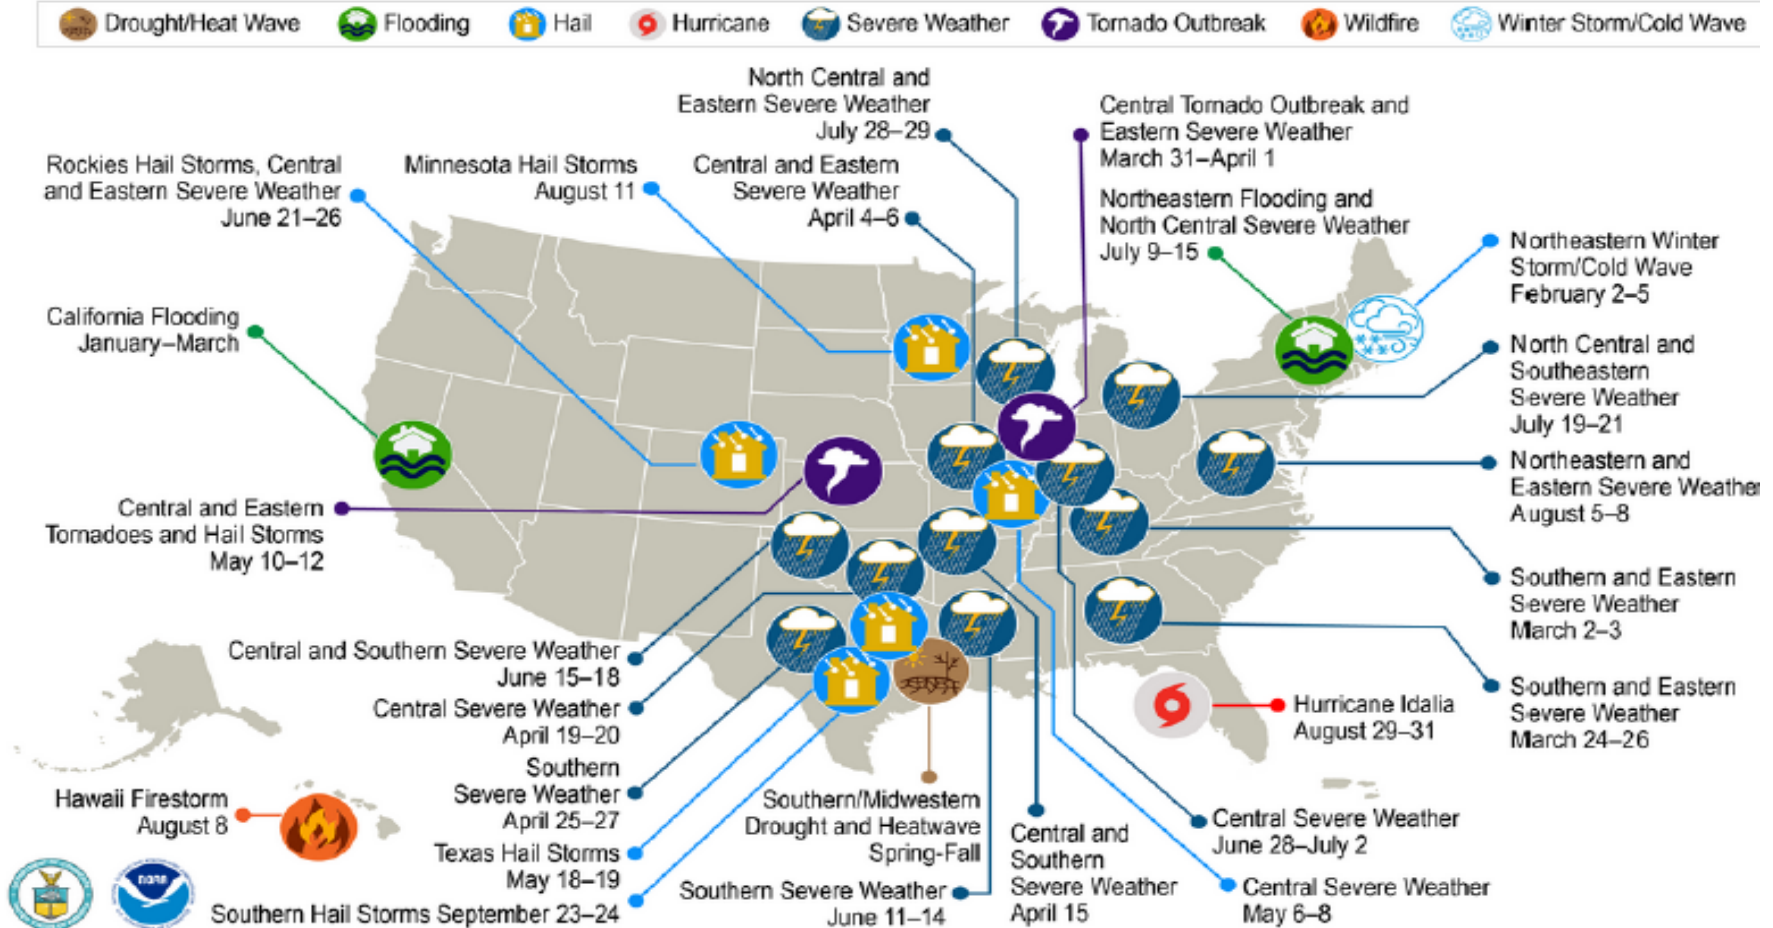 Drought/Heat Wave Flooding Hail Hurricane Severe Weather Tornado Outbreak Wildfire Winter Storm/Cold Wave
North Central and
Eastern Severe Weather
July 28–29
Central Tornado Outbreak and
Eastern Severe Weather
March 31–April 1
Rockies Hail Storms, Central
and Eastern Severe Weather
June 21–26
Minnesota Hail Storms
August 11
Central and Eastern
Severe Weather
April 4–6
Northeastern Flooding and
North Central Severe Weather
July 9–15
Northeastern Winter
Storm/Cold Wave
February 2–5
California Flooding
January–March
North Central and
Southeastern
Severe Weather
July 19–21
Northeastern and
Eastern Severe Weather
August 5–8
Central and Eastern
Tornadoes and Hail Storms
May 10–12
Southern and Eastern
Severe Weather
March 2–3
Central and Southern Severe Weather
June 15–18
Southern and Eastern
Severe Weather
March 24–26
Central Severe Weather
April 19–20
Hurricane Idalia
August 29–31
Southern
Severe Weather
April 25–27
Hawaii Firestorm
August 8
Southern/Midwestern
Drought and Heatwave
Spring-Fall
Central and
Southern
Severe Weather
April 15
Central Severe Weather
June 28–July 2
Texas Hail Storms
May 18–19
Southern Severe Weather
June 11–14
Central Severe Weather
May 6–8
Southern Hail Storms September 23–24
NOAA